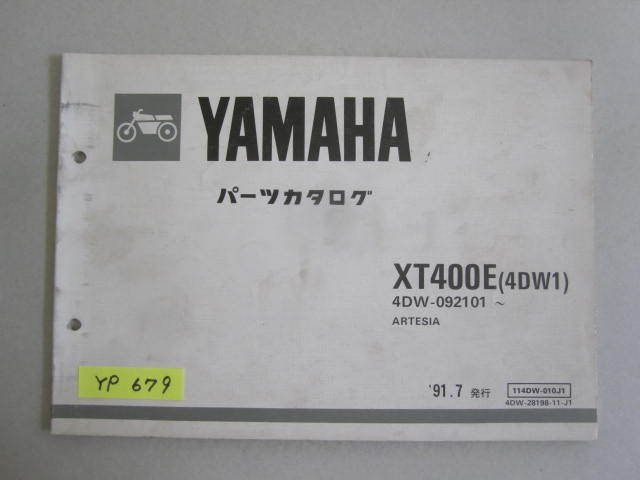 YAMAHA
パーツカタログ
XT400E(4DW1)
4DW-092101 ~
ARTESIA
YP 679
'91.7 発行
114DW-010J1
4DW-28198-11-J1